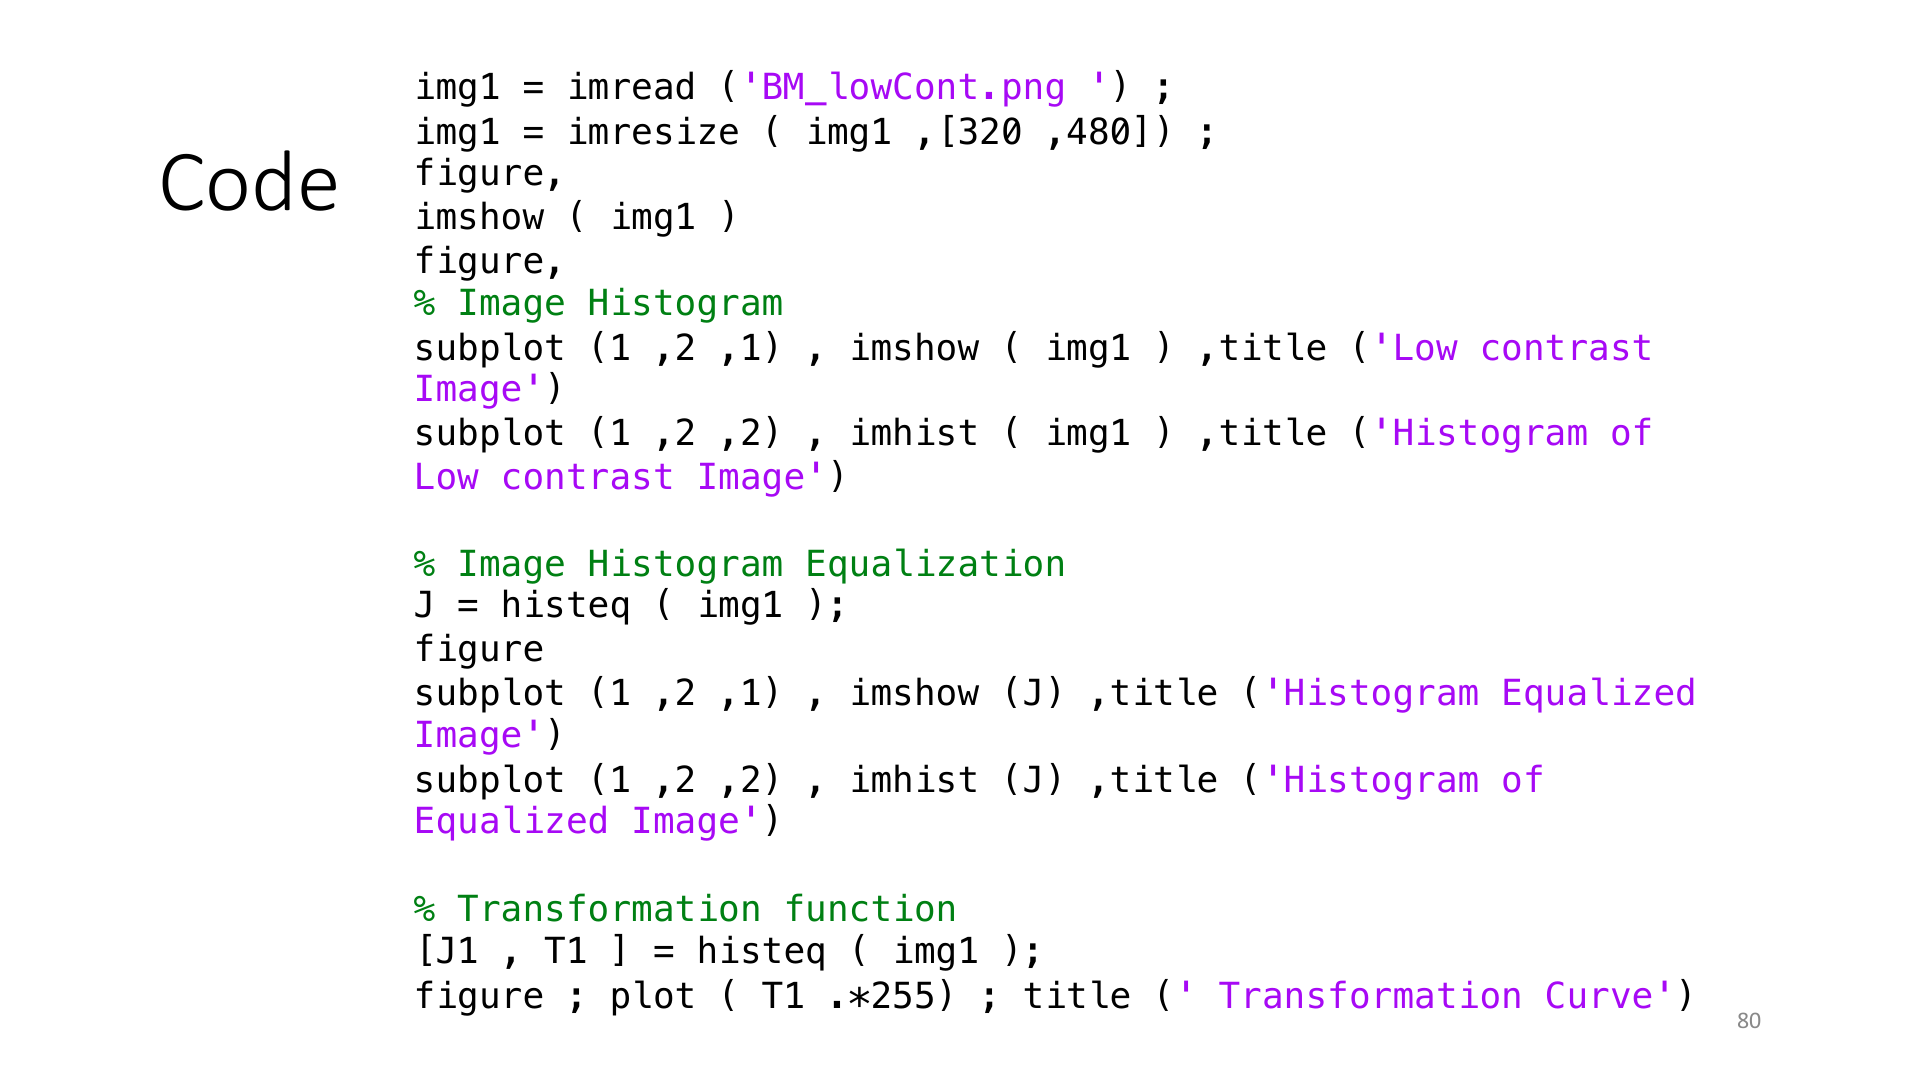 Code
img1 = imread ('BM_lowCont.png ') ;
img1 = imresize ( img1 ,[320 ,480]) ;
figure,
imshow ( img1 )
figure,
% Image Histogram
subplot (1 ,2 ,1) , imshow ( img1 ) ,title ('Low contrast
Image')
subplot (1 ,2 ,2) , imhist ( img1 ) ,title ('Histogram of
Low contrast Image')
% Image Histogram Equalization
J = histeq ( img1 );
figure
subplot (1 ,2 ,1) , imshow (J) ,title ('Histogram Equalized
Image')
subplot (1 ,2 ,2) , imhist (J) ,title ('Histogram of
Equalized Image')
% Transformation function
[J1 , T1 ] = histeq ( img1 );
figure ; plot ( T1 .*255) ; title (' Transformation Curve')
80